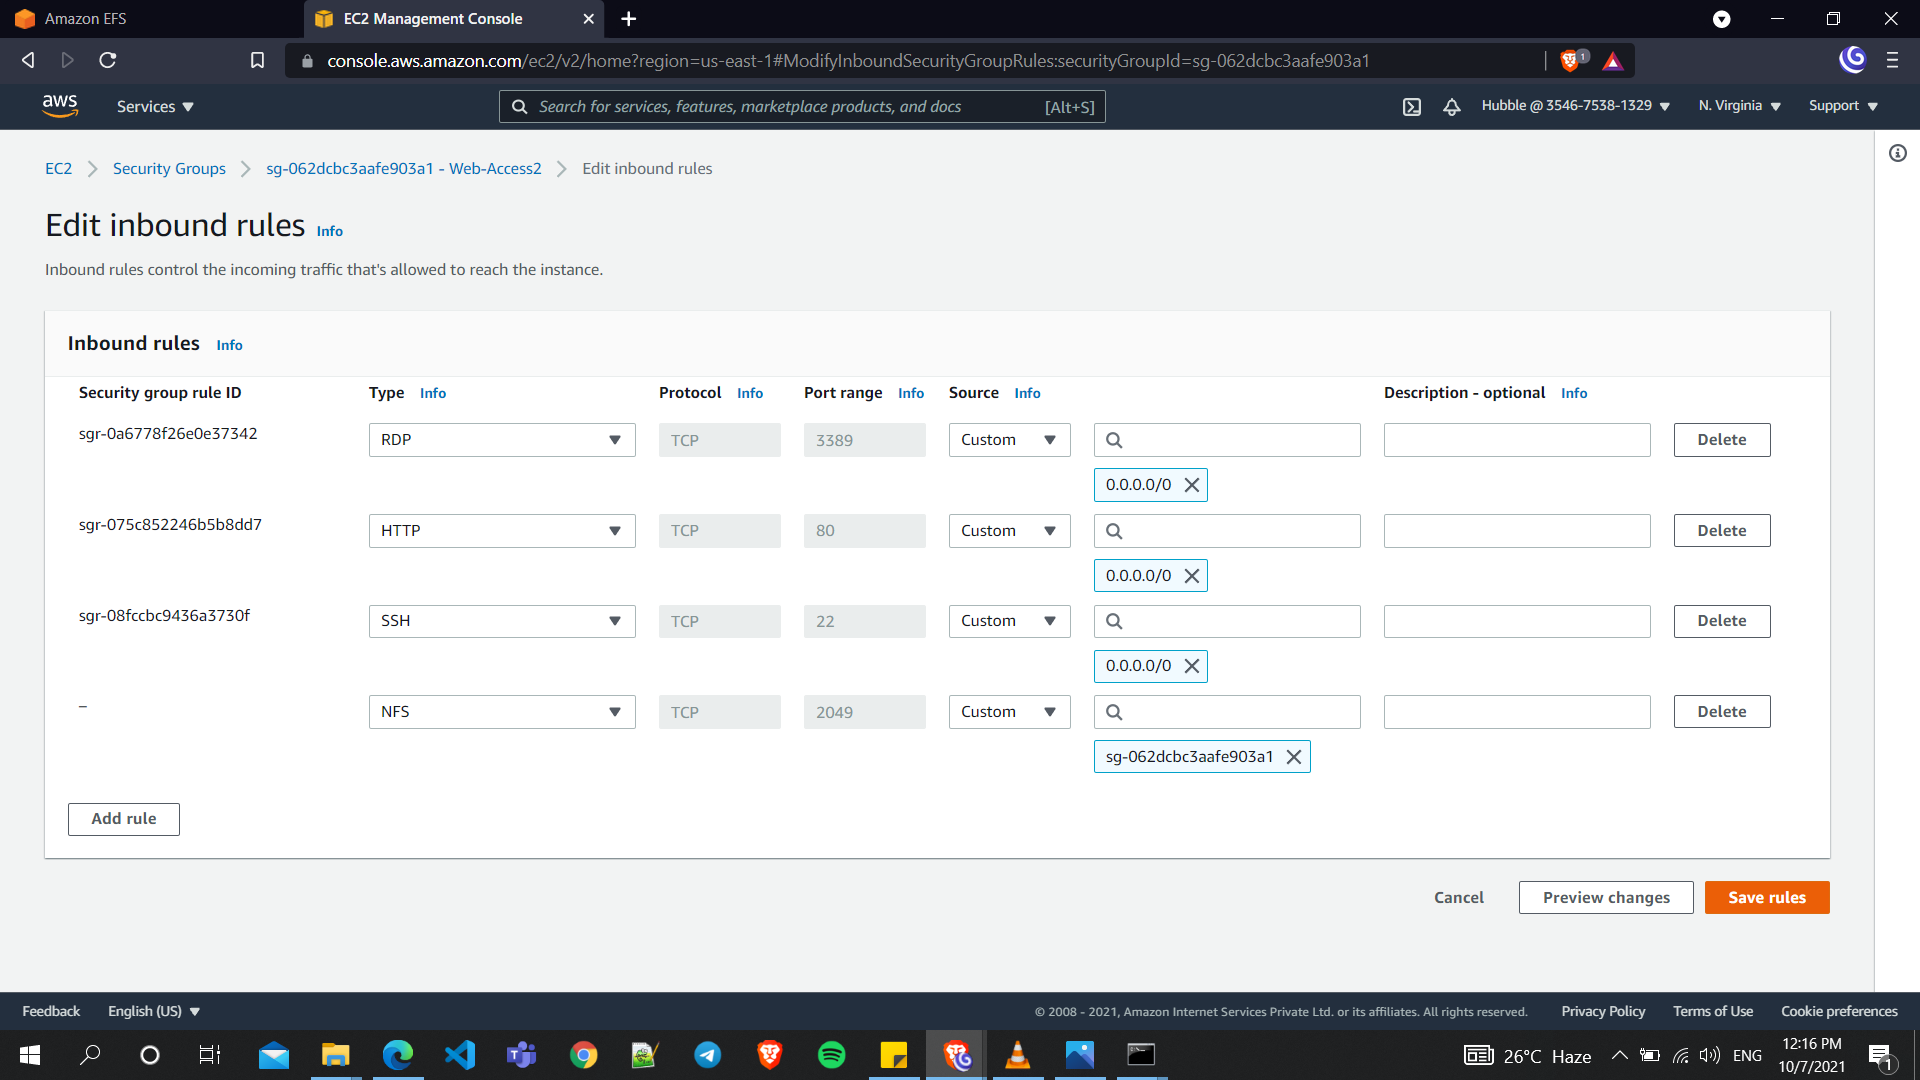 Amazon EFS
EC2 Management Console
console.aws.amazon.com/ec2/v2/home?region=us-east-1#ModifyInboundSecurityGroupRules:securityGroupId=sg-062dcbc3aafe903a1
1
aws
Services
Search for services, features, marketplace products, and docs [Alt+S]
Hubble @ 3546-7538-1329
N. Virginia
Support
EC2
Security Groups
sg-062dcbc3aafe903a1 - Web-Access2
Edit inbound rules
Edit inbound rules Info
Inbound rules control the incoming traffic that's allowed to reach the instance.
Inbound rules Info
Security group rule ID Type Info Protocol Info Port range Info Source Info Description - optional Info
sgr-0a6778f26e0e37342 RDP TCP 3389 Custom Delete
0.0.0.0/0
sgr-075c852246b5b8dd7 HTTP TCP 80 Custom Delete
0.0.0.0/0
sgr-08fccbc9436a3730f SSH TCP 22 Custom Delete
0.0.0.0/0
– NFS TCP 2049 Custom Delete
sg-062dcbc3aafe903a1
Add rule
Cancel Preview changes Save rules
Feedback English (US) © 2008 - 2021, Amazon Internet Services Private Ltd. or its affiliates. All rights reserved. Privacy Policy Terms of Use Cookie preferences
26°C Haze ENG 12:16 PM
10/7/2021
1